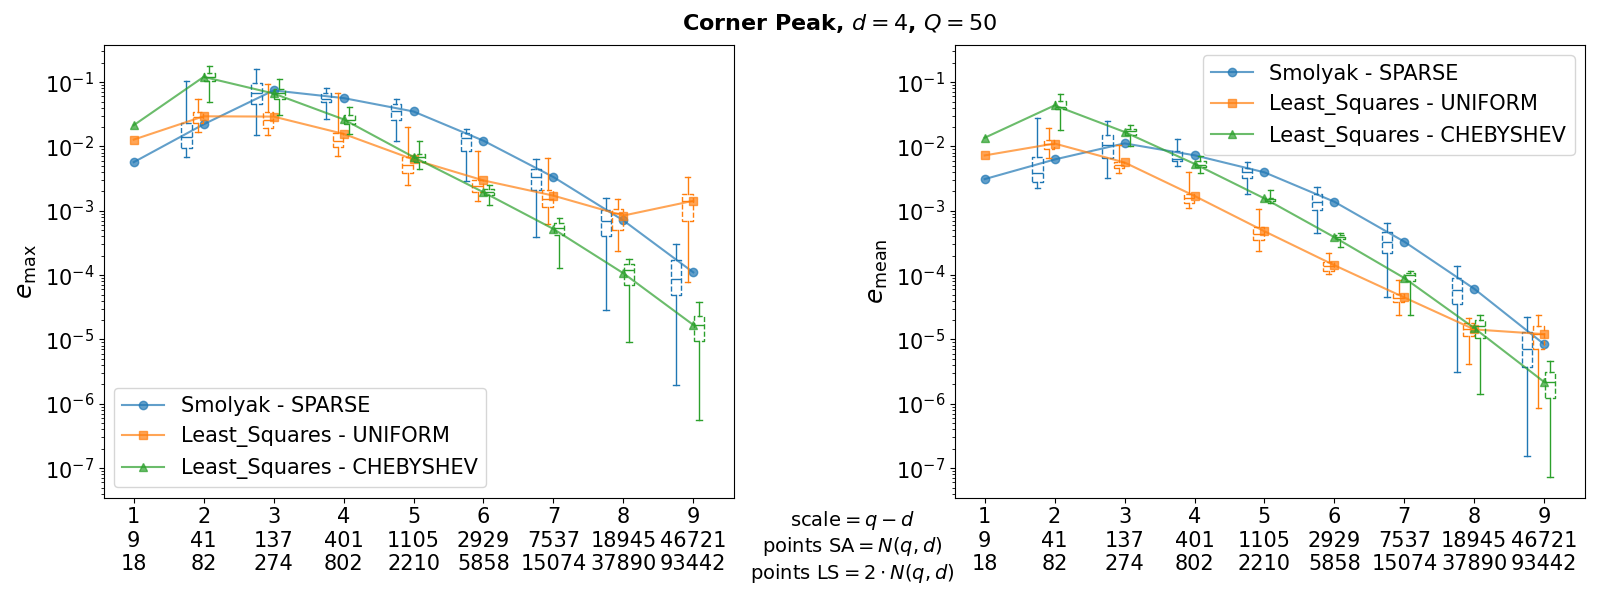 Corner Peak, d = 4, Q = 50
10⁻¹
10⁻²
10⁻³
10⁻⁴
10⁻⁵
10⁻⁶
10⁻⁷
e_max
Smolyak - SPARSE
Least_Squares - UNIFORM
Least_Squares - CHEBYSHEV
1 2 3 4 5 6 7 8 9
9 41 137 401 1105 2929 7537 18945 46721
18 82 274 802 2210 5858 15074 37890 93442
scale = q − d
points SA = N(q, d)
points LS = 2 · N(q, d)
10⁻¹
10⁻²
10⁻³
10⁻⁴
10⁻⁵
10⁻⁶
10⁻⁷
e_mean
Smolyak - SPARSE
Least_Squares - UNIFORM
Least_Squares - CHEBYSHEV
1 2 3 4 5 6 7 8 9
9 41 137 401 1105 2929 7537 18945 46721
18 82 274 802 2210 5858 15074 37890 93442